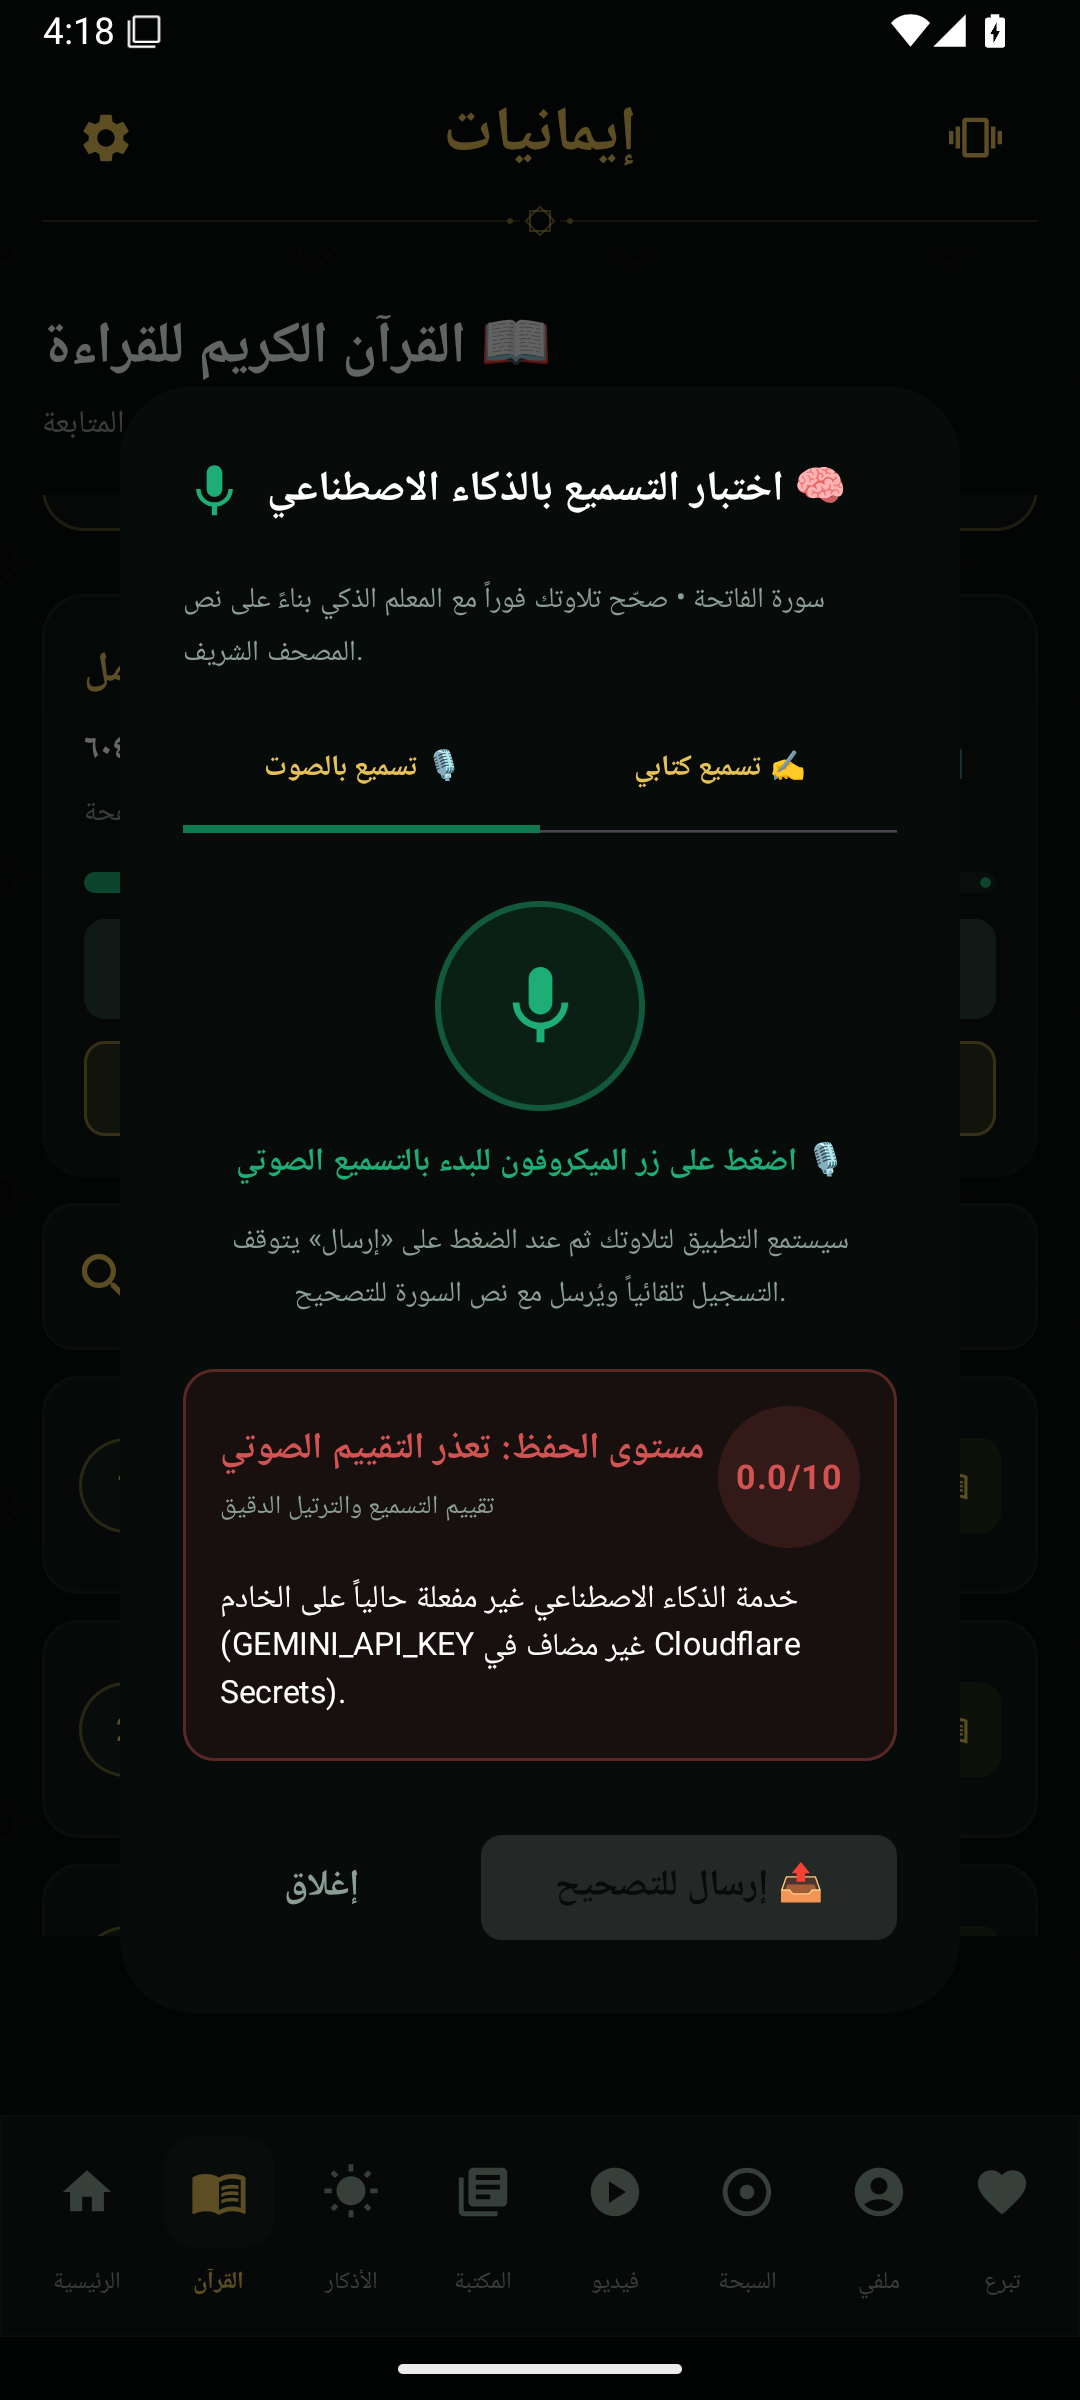 4:18
إيمانيات
📖 القرآن الكريم للقراءة
المتابعة
🧠 اختبار التسميع بالذكاء الاصطناعي
سورة الفاتحة • صحّح تلاوتك فوراً مع المعلم الذكي بناءً على نص
المصحف الشريف.
🎙️ تسميع بالصوت
✍️ تسميع كتابي
🎙️ اضغط على زر الميكروفون للبدء بالتسميع الصوتي
سيستمع التطبيق لتلاوتك ثم عند الضغط على «إرسال» يتوقف
التسجيل تلقائياً ويُرسل مع نص السورة للتصحيح.
مستوى الحفظ: تعذر التقييم الصوتي
0.0/10
تقييم التسميع والترتيل الدقيق
خدمة الذكاء الاصطناعي غير مفعلة حالياً على الخادم
(GEMINI_API_KEY غير مضاف في Cloudflare
Secrets).
إغلاق
📤 إرسال للتصحيح
الرئيسية
القرآن
الأذكار
المكتبة
فيديو
السبحة
ملفي
تبرع